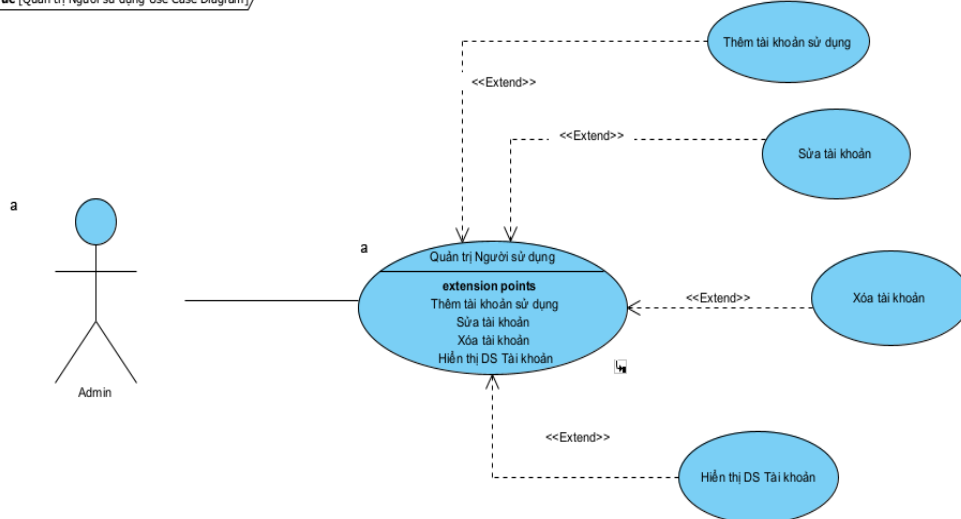 [Quản trị Người sử dụng Use Case Diagram]
Thêm tài khoản sử dụng
<<Extend>>
<<Extend>>
Sửa tài khoản
a
a
Quản trị Người sử dụng
extension points
Thêm tài khoản sử dụng
Sửa tài khoản
Xóa tài khoản
Hiển thị DS Tài khoản
<<Extend>>
Xóa tài khoản
Admin
<<Extend>>
Hiển thị DS Tài khoản